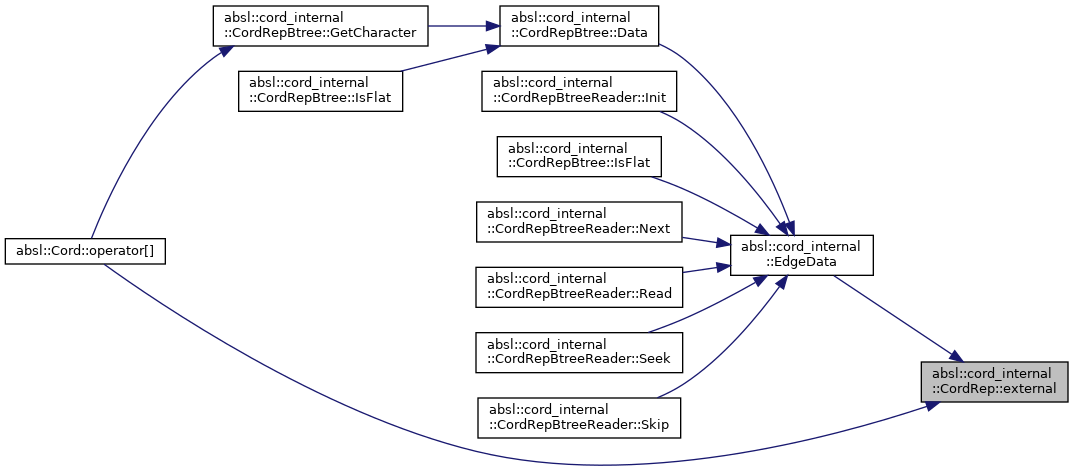 absl::cord_internal
::CordRepBtree::GetCharacter
absl::cord_internal
::CordRepBtree::Data
absl::cord_internal
::CordRepBtree::IsFlat
absl::cord_internal
::CordRepBtreeReader::Init
absl::cord_internal
::CordRepBtree::IsFlat
absl::cord_internal
::CordRepBtreeReader::Next
absl::Cord::operator[]
absl::cord_internal
::EdgeData
absl::cord_internal
::CordRepBtreeReader::Read
absl::cord_internal
::CordRepBtreeReader::Seek
absl::cord_internal
::CordRep::external
absl::cord_internal
::CordRepBtreeReader::Skip